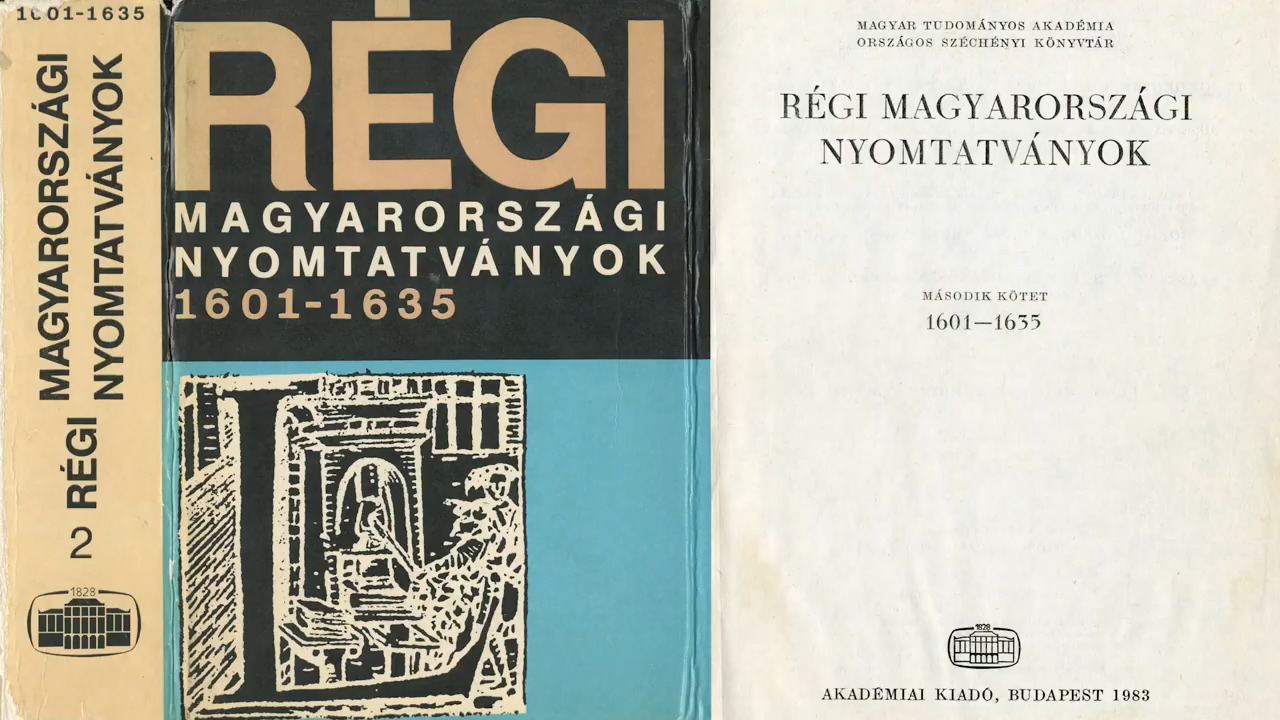 1601-1635
MAGYARORSZÁGI
NYOMTATVÁNYOK
2 RÉGI
1828
RÉGI
MAGYARORSZÁGI
NYOMTATVÁNYOK
1601-1635
MAGYAR TUDOMÁNYOS AKADÉMIA
ORSZÁGOS SZÉCHÉNYI KÖNYVTÁR
RÉGI MAGYARORSZÁGI
NYOMTATVÁNYOK
MÁSODIK KÖTET
1601—1635
1828
AKADÉMIAI KIADÓ, BUDAPEST 1983